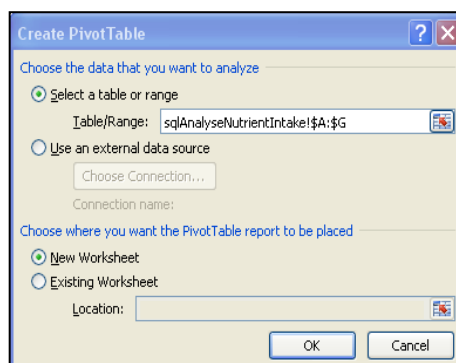 Create PivotTable
Choose the data that you want to analyze
Select a table or range
Table/Range: sqlAnalyseNutrientIntake!$A:$G
Use an external data source
Choose Connection...
Connection name:
Choose where you want the PivotTable report to be placed
New Worksheet
Existing Worksheet
Location:
OK Cancel